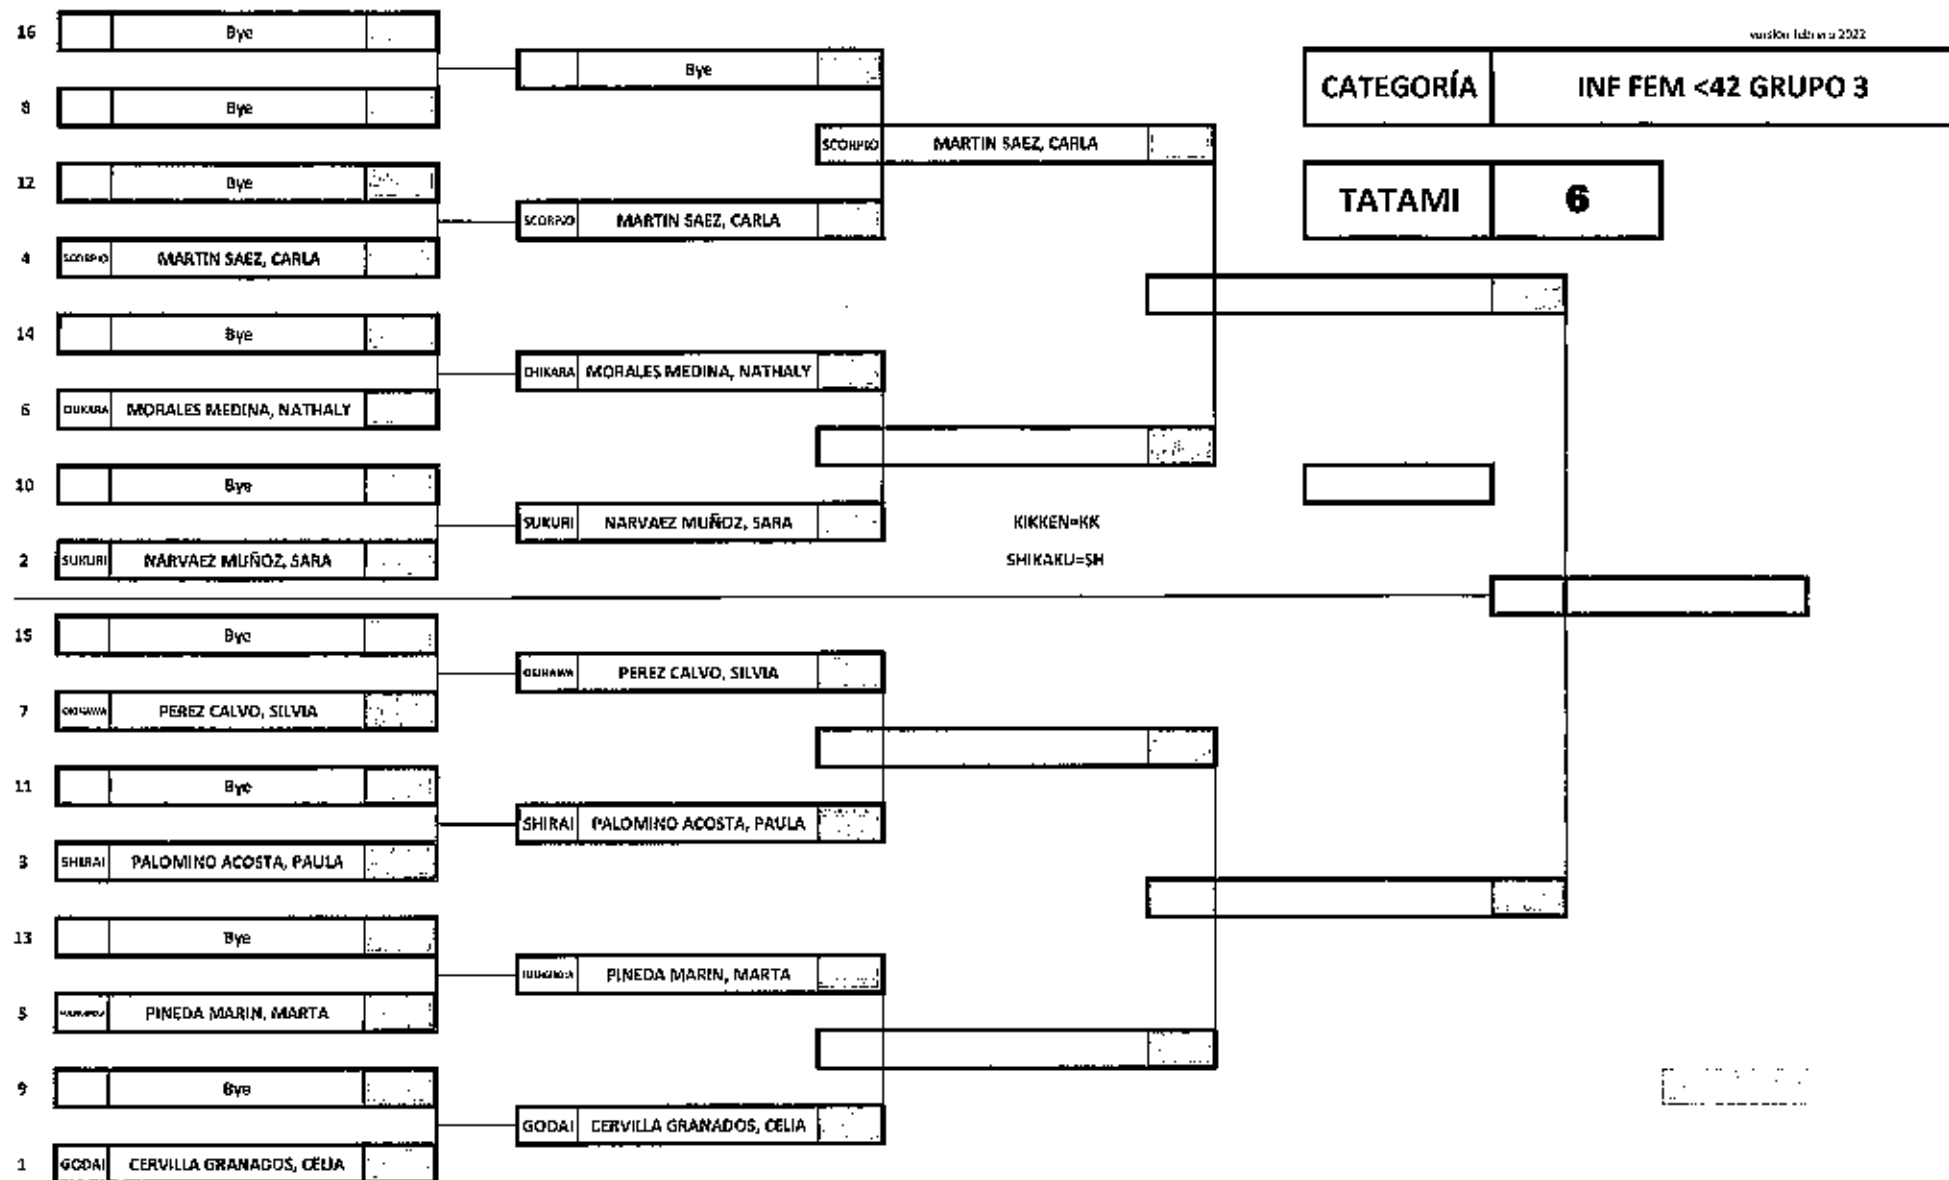 versión febrero 2022
CATEGORÍA INF FEM <42 GRUPO 3
TATAMI 6
16 Bye
Bye
8 Bye
SCORPIO MARTIN SAEZ, CARLA
12 Bye
SCORPIO MARTIN SAEZ, CARLA
4 SCORPIO MARTIN SAEZ, CARLA
14 Bye
CHIKARA MORALES MEDINA, NATHALY
6 CHIKARA MORALES MEDINA, NATHALY
10 Bye
SUKURI NARVAEZ MUÑOZ, SARA
2 SUKURI NARVAEZ MUÑOZ, SARA
KIKKEN=KK
SHIKAKU=SH
15 Bye
OKINAWA PEREZ CALVO, SILVIA
7 OKINAWA PEREZ CALVO, SILVIA
11 Bye
SHIRAI PALOMINO ACOSTA, PAULA
3 SHIRAI PALOMINO ACOSTA, PAULA
13 Bye
PINEDA MARIN, MARTA
5 PINEDA MARIN, MARTA
9 Bye
GODAI CERVILLA GRANADOS, CELIA
1 GODAI CERVILLA GRANADOS, CELIA